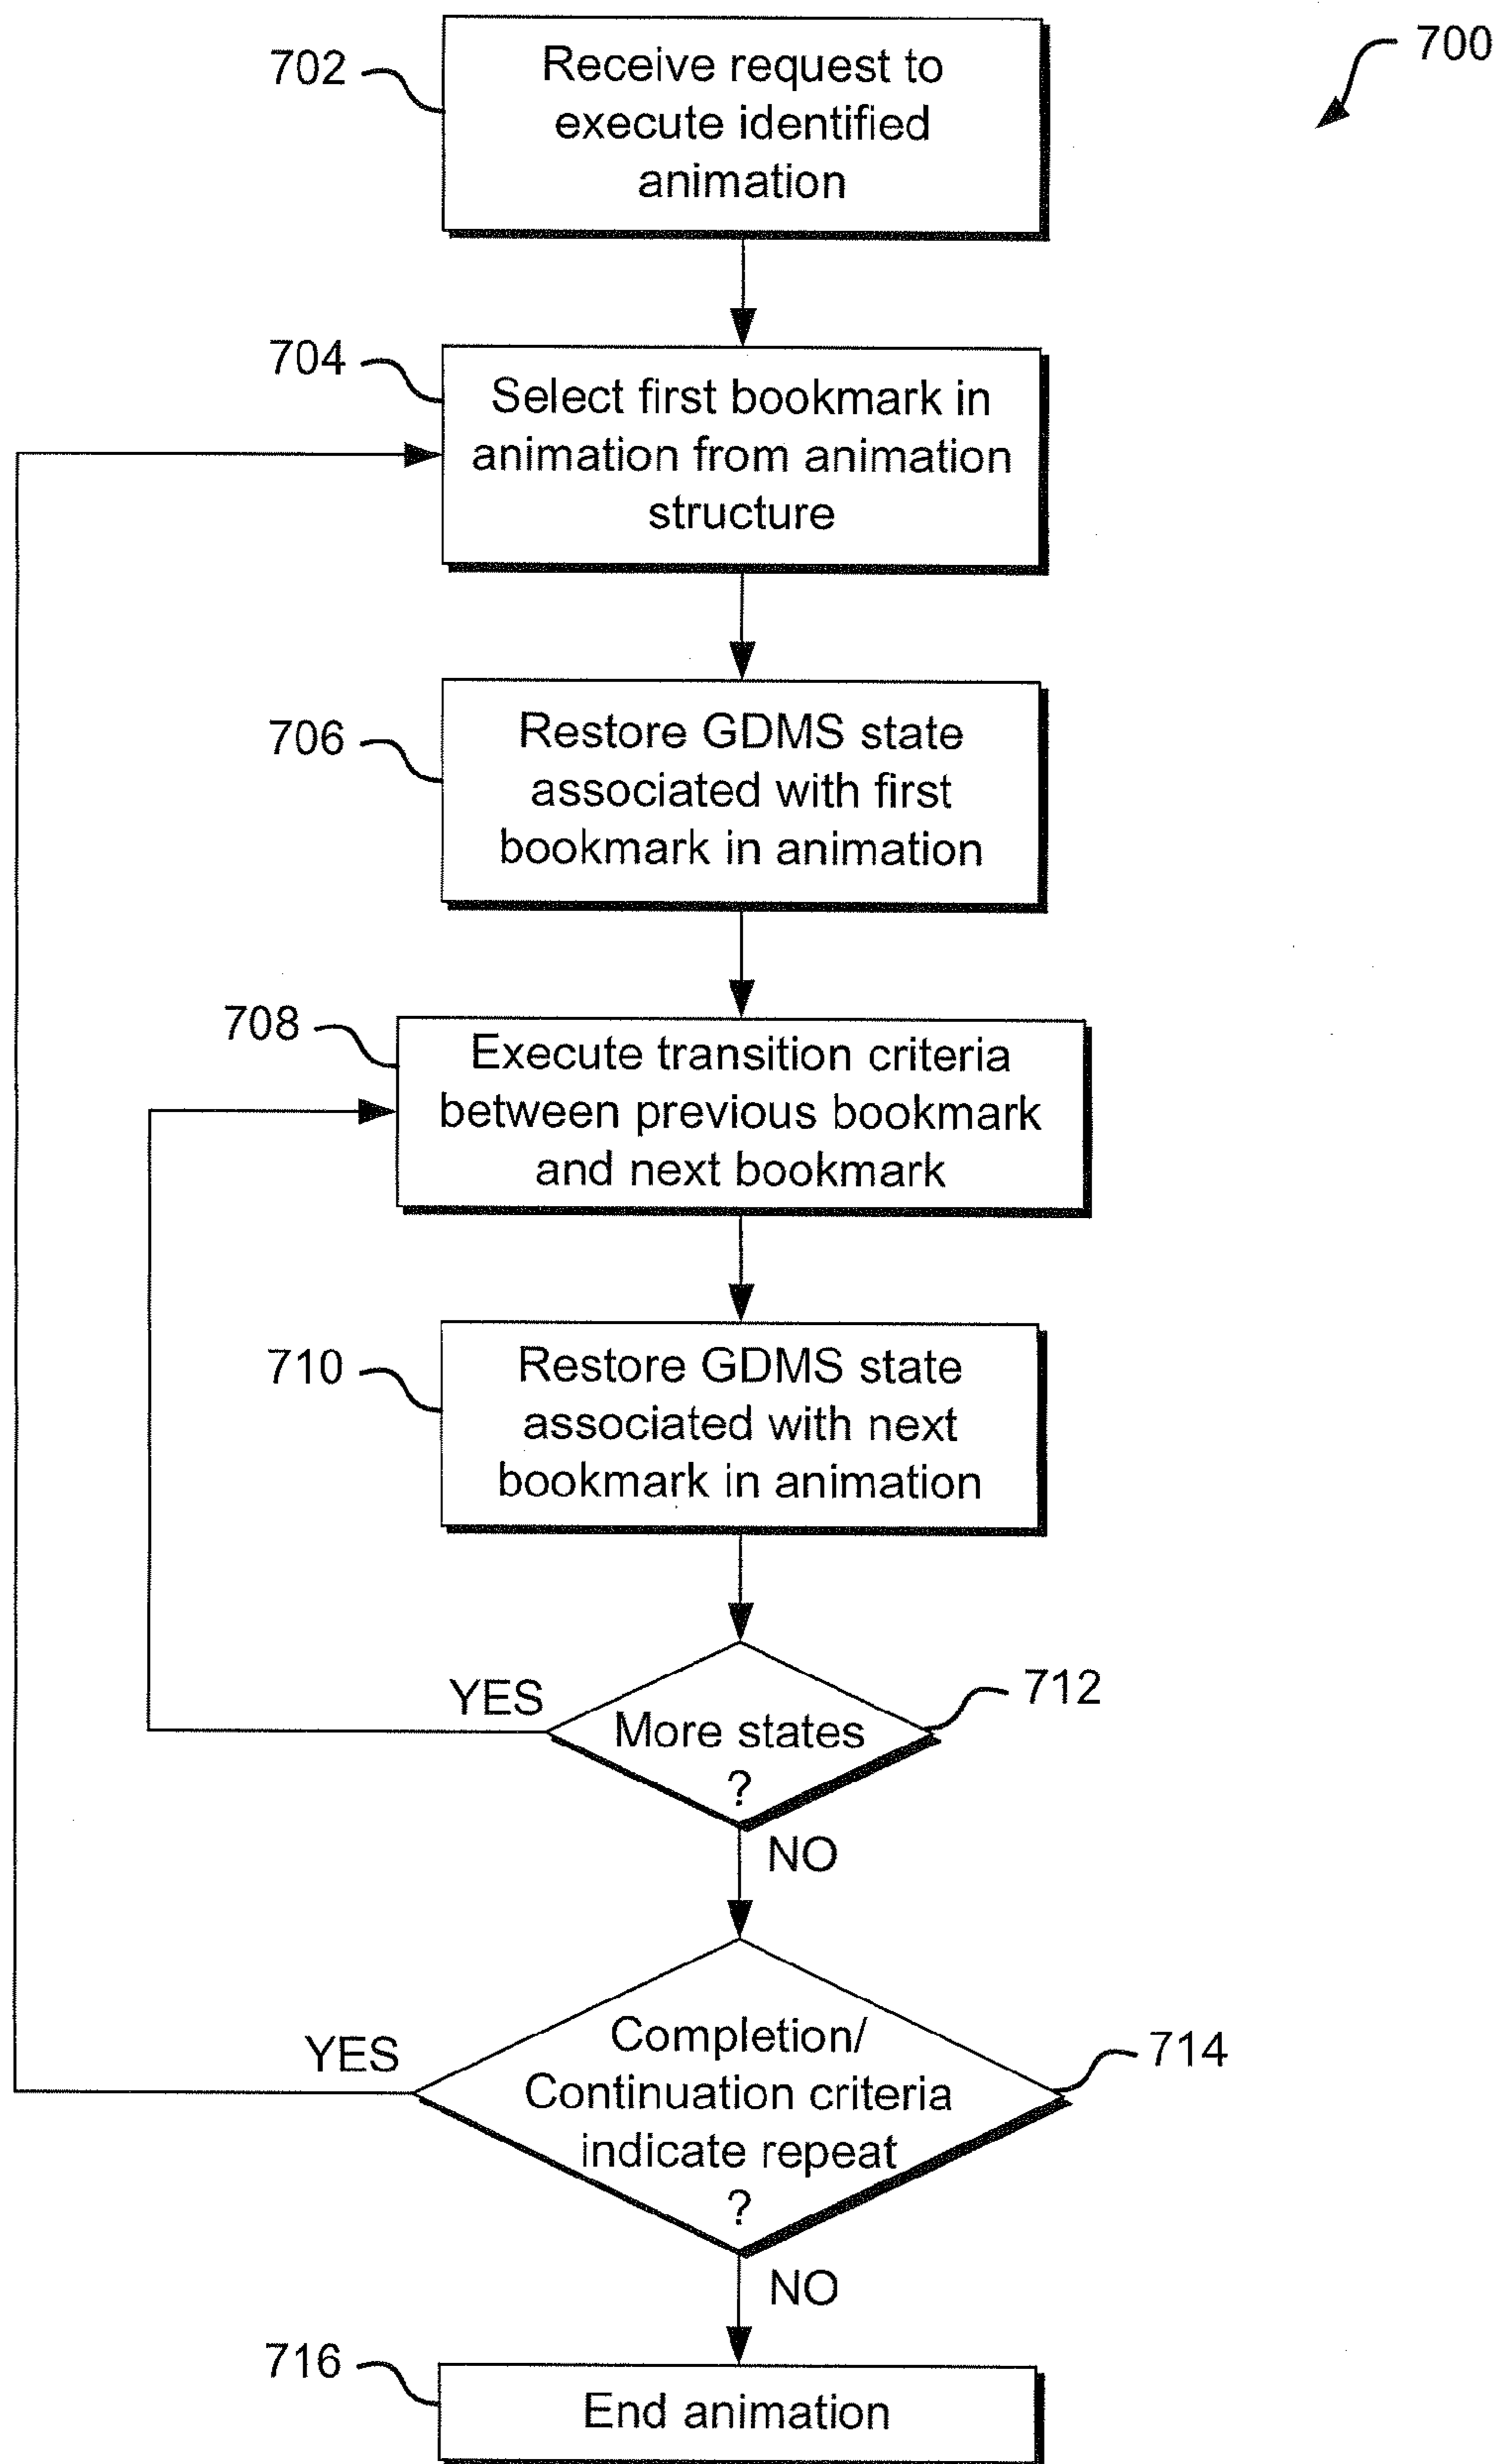 700
702
Receive request to
execute identified
animation
704
Select first bookmark in
animation from animation
structure
706
Restore GDMS state
associated with first
bookmark in animation
708
Execute transition criteria
between previous bookmark
and next bookmark
710
Restore GDMS state
associated with next
bookmark in animation
YES
712
More states
?
NO
YES
714
Completion/
Continuation criteria
indicate repeat
?
NO
716
End animation